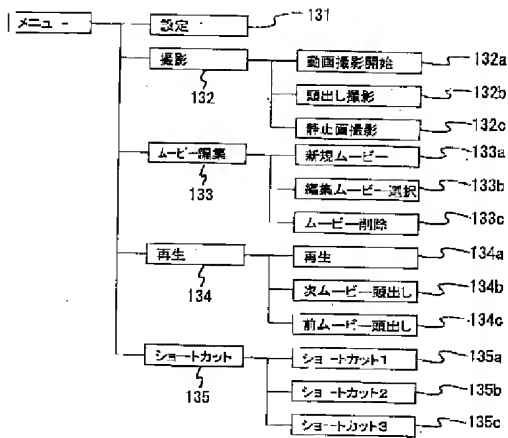 メニュー
設定
131
撮影
132
動画撮影開始
132a
頭出し撮影
132b
静止画撮影
132c
ムービー編集
133
新規ムービー
133a
編集ムービー選択
133b
ムービー削除
133c
再生
134
再生
134a
次ムービー頭出し
134b
前ムービー頭出し
134c
ショートカット
135
ショートカット1
135a
ショートカット2
135b
ショートカット3
135c